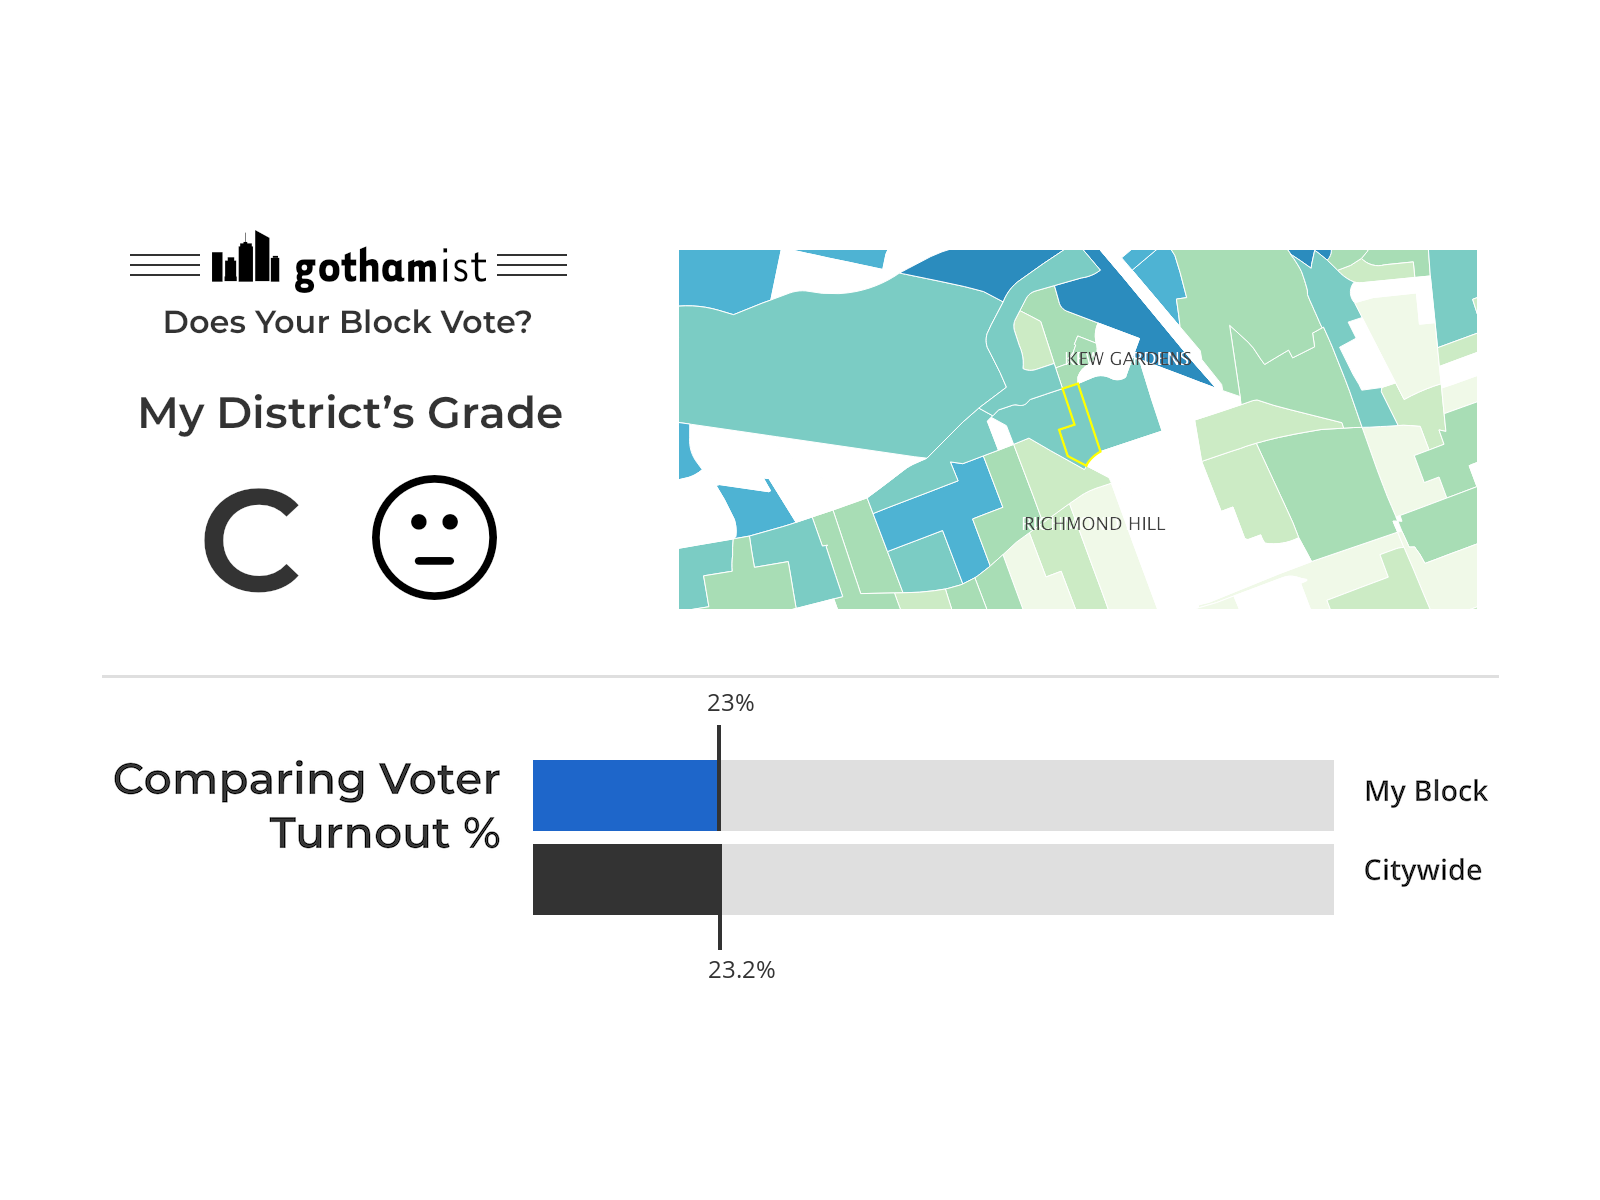 gothamist
Does Your Block Vote?
My District’s Grade
C
KEW GARDENS
RICHMOND HILL
23%
Comparing Voter
Turnout %
My Block
Citywide
23.2%